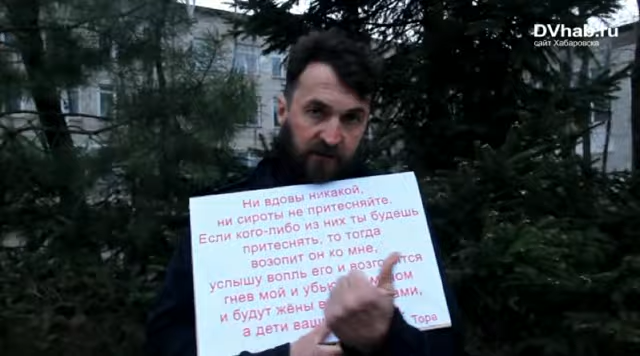 DVhab.ru
сайт Хабаровска
Ни вдовы никакой,
ни сироты не притесняйте.
Если кого-либо из них ты будешь
притеснять, то тогда
возопит он ко мне,
услышу вопль его и
гнев мой и
и будут жёны
а дети Тора